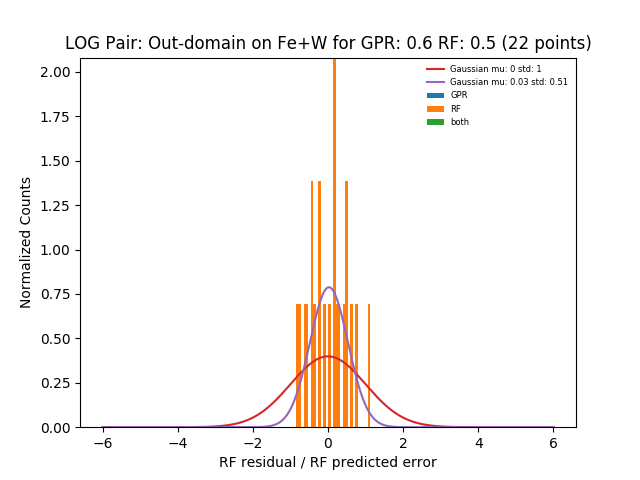 LOG Pair: Out-domain on Fe+W for GPR: 0.6 RF: 0.5 (22 points)
Gaussian mu: 0 std: 1
Gaussian mu: 0.03 std: 0.51
GPR
RF
both
2.00
1.75
1.50
1.25
1.00
0.75
0.50
0.25
0.00
Normalized Counts
−6
−4
−2
0
2
4
6
RF residual / RF predicted error